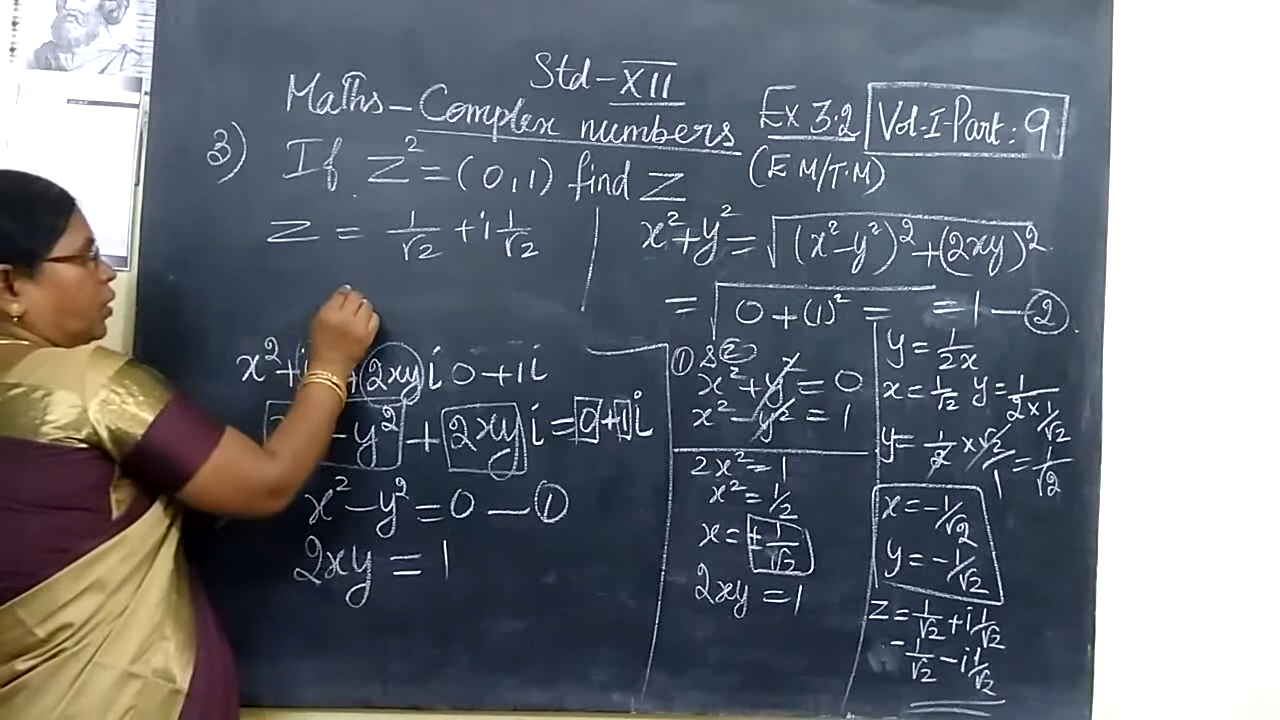 Std-XII
Maths-Complex numbers
Ex 3.2
Vol-I-Part: 9
(E M/T.M)
3) If z² = (0,1) find z
z = 1/√2 + i 1/√2
x² + (2xy) i 0 + 1i
- y² + 2xy i = 0 + 1 i
x² - y² = 0 — ①
2xy = 1
x² + y² = √((x² - y²)² + (2xy)²)
= √(0 + (1)²) = = 1 — ②.
① & ②
x² + y² = 0
x² - y² = 1
2x² = 1
x² = 1/2
x = ± 1/√2
2xy = 1
y = 1/2x
x = 1/√2 y = 1/(2 × 1/√2)
y = 1/2 × √2/1 = 1/√2
x = -1/√2
y = -1/√2
z = 1/√2 + i 1/√2
- 1/√2 - i 1/√2